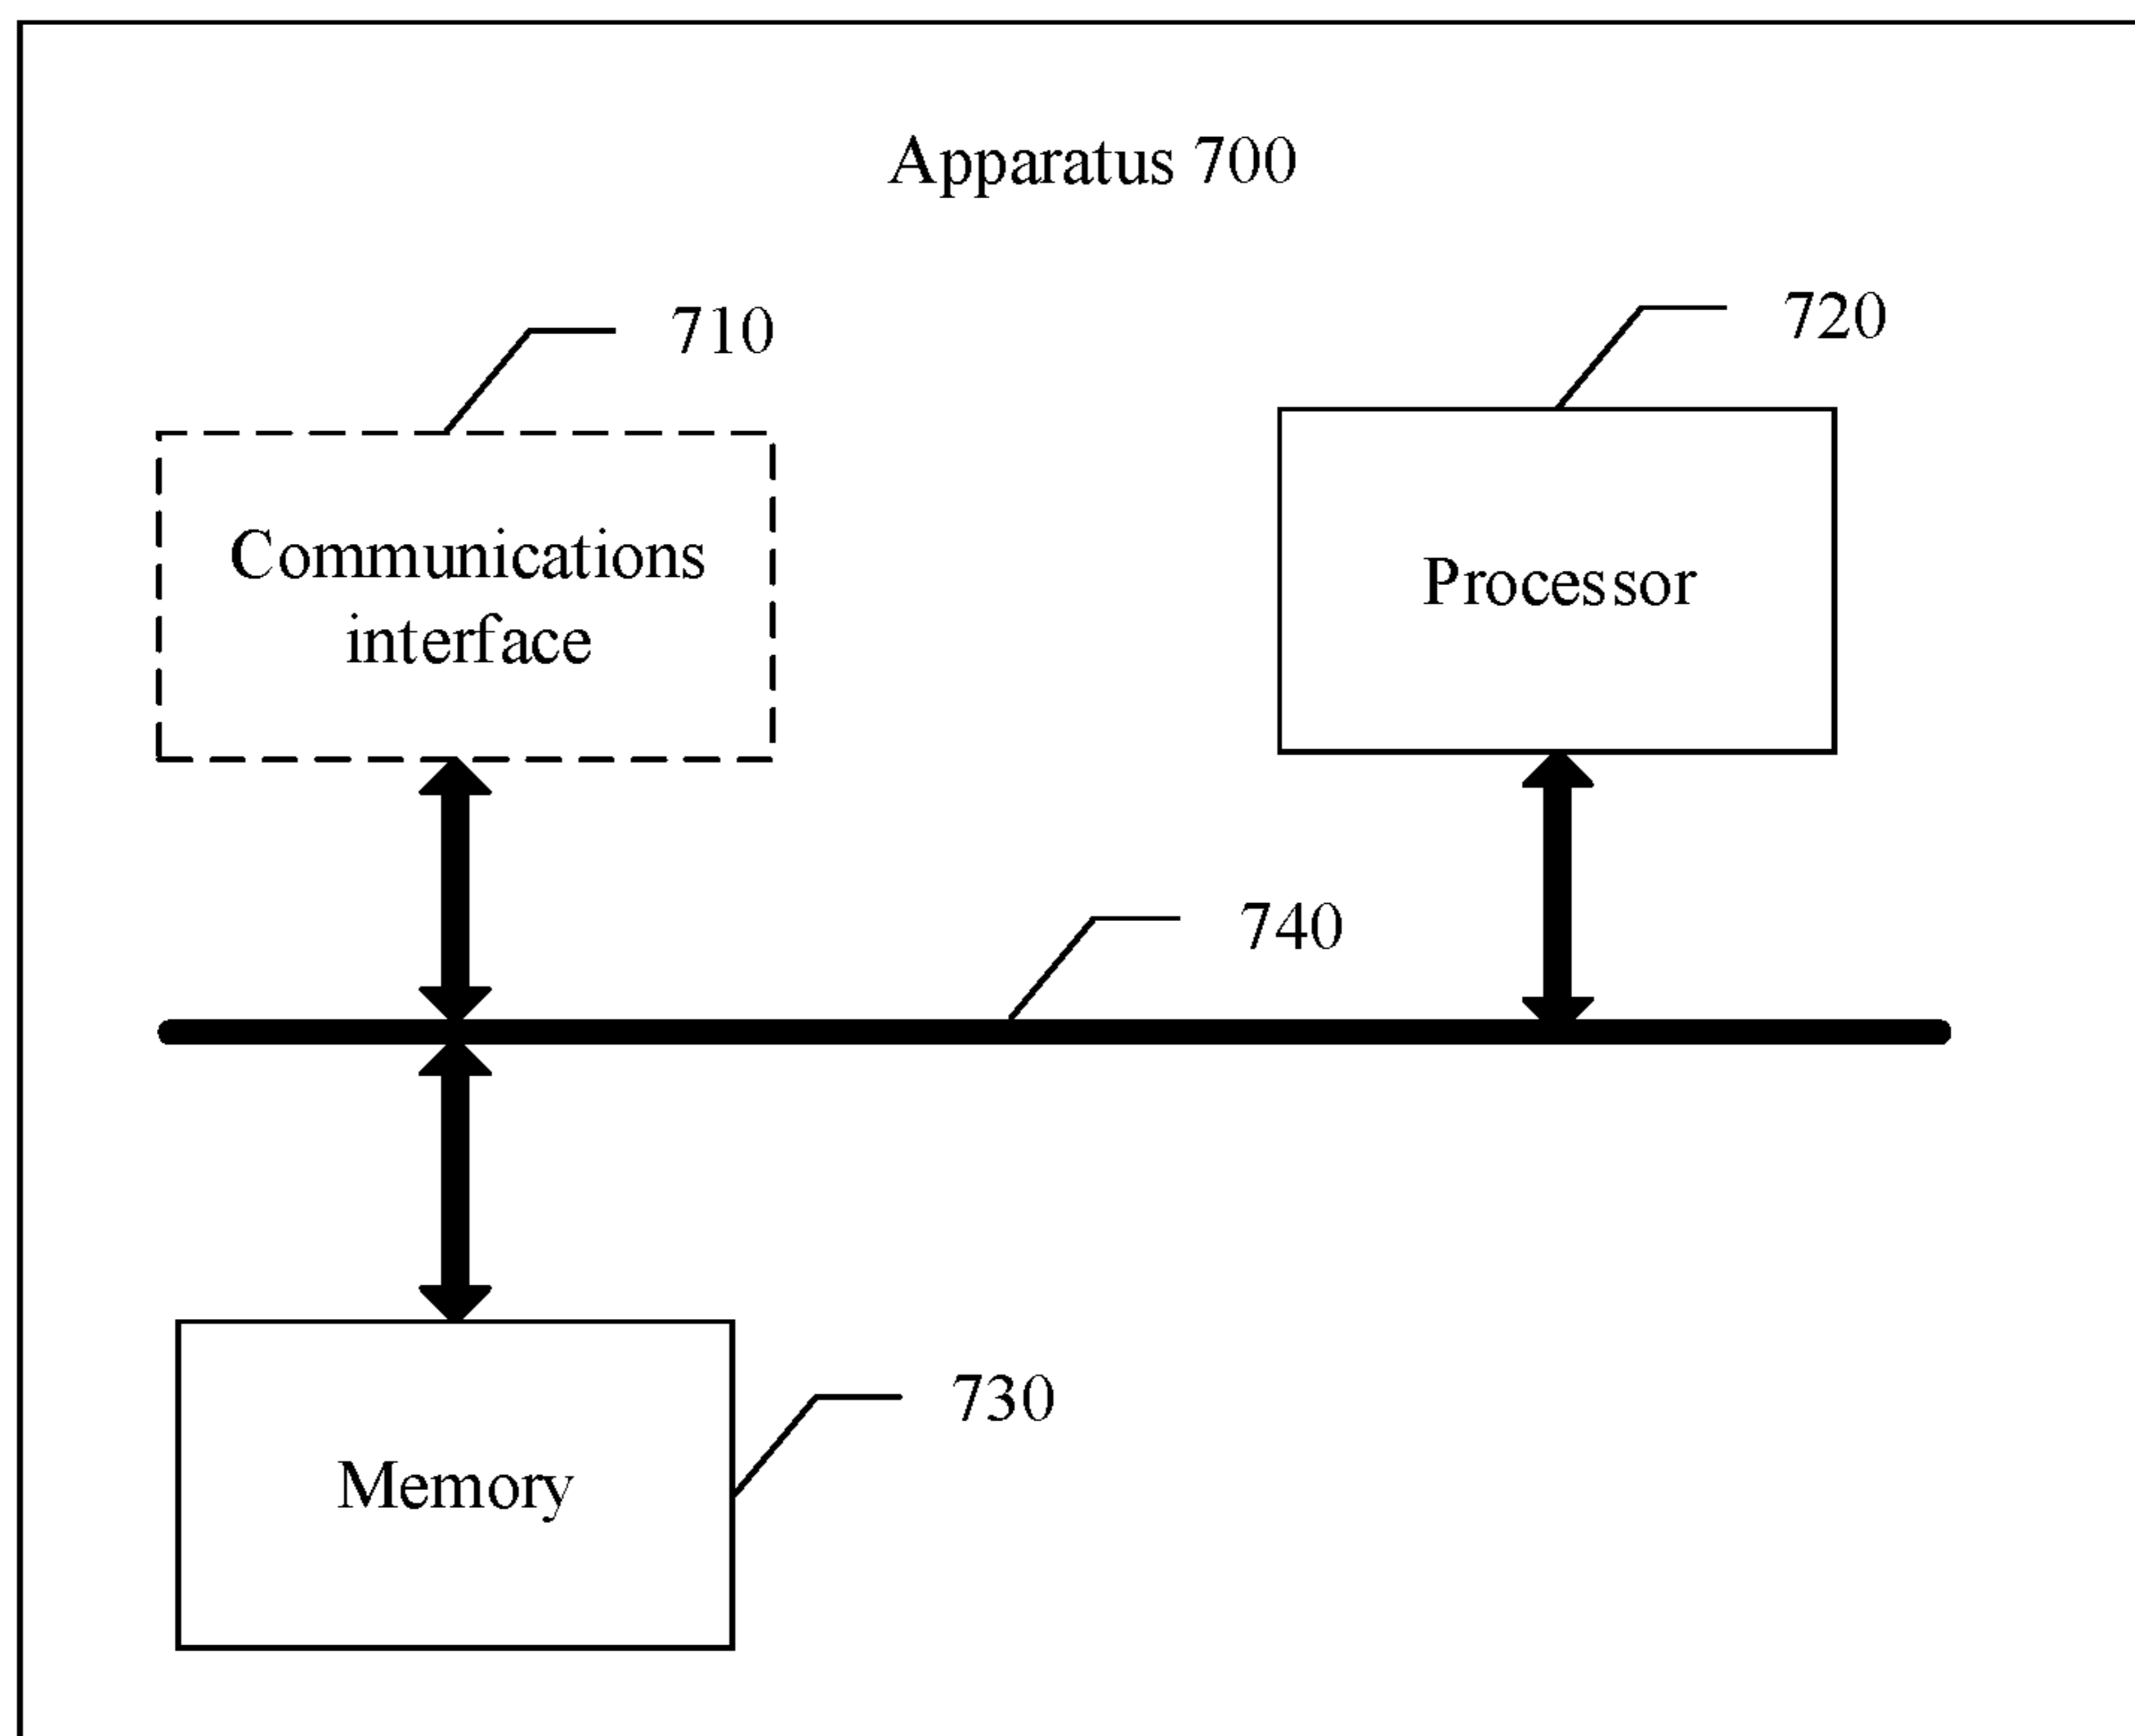 Apparatus 700
710
720
Communications
interface
Processor
740
730
Memory